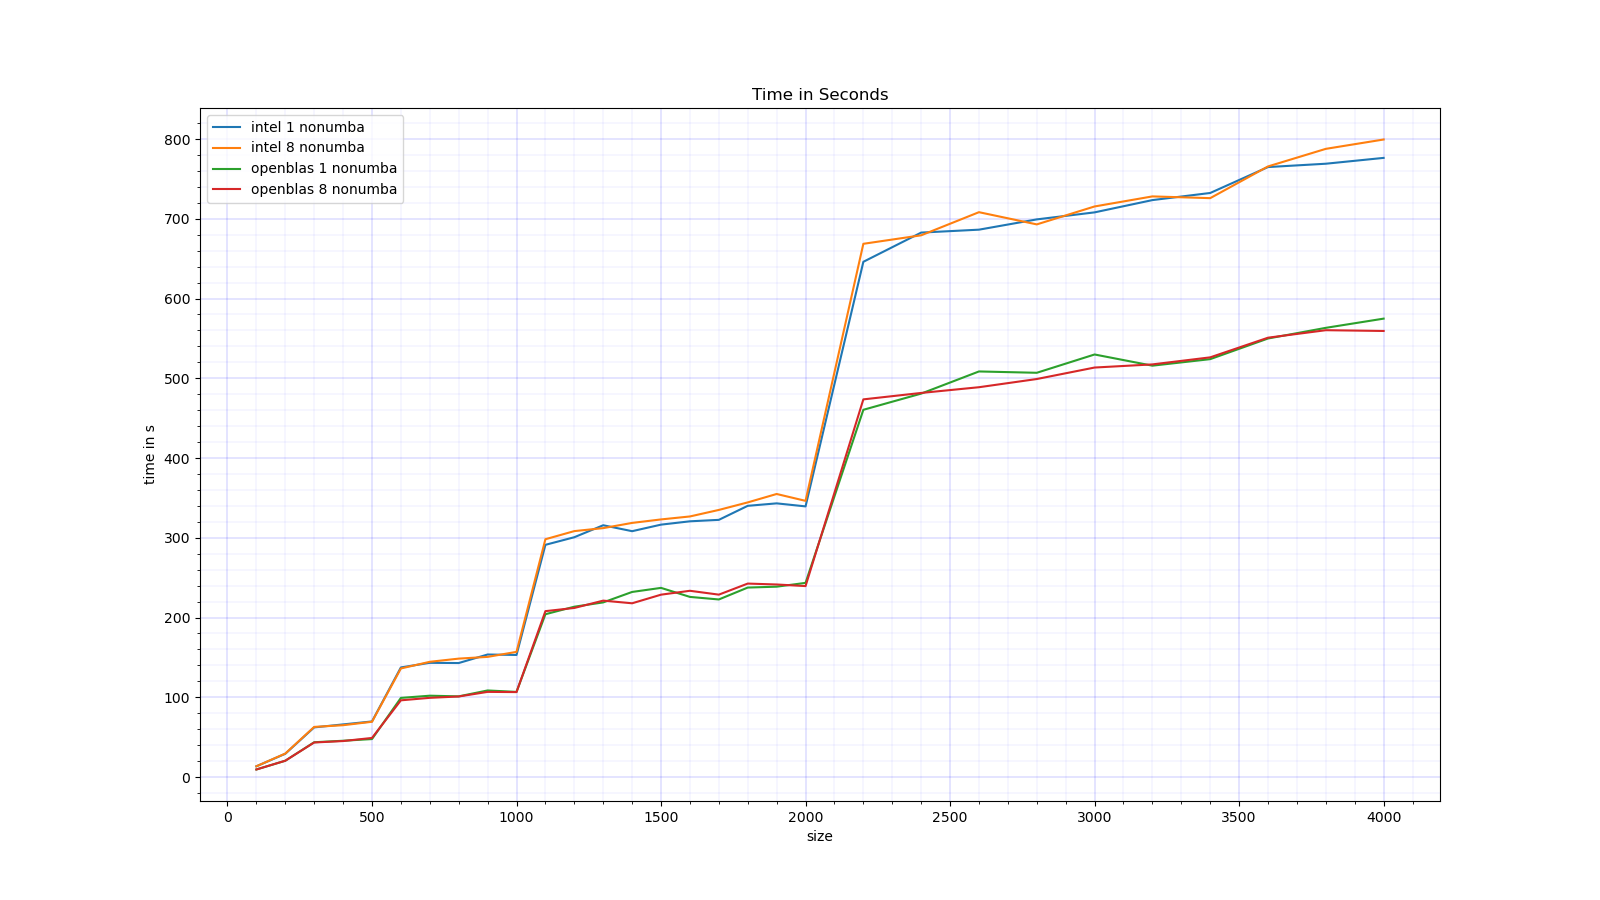 Time in Seconds
intel 1 nonumba
intel 8 nonumba
openblas 1 nonumba
openblas 8 nonumba
800
700
600
500
400
300
200
100
0
time in s
0 500 1000 1500 2000 2500 3000 3500 4000
size